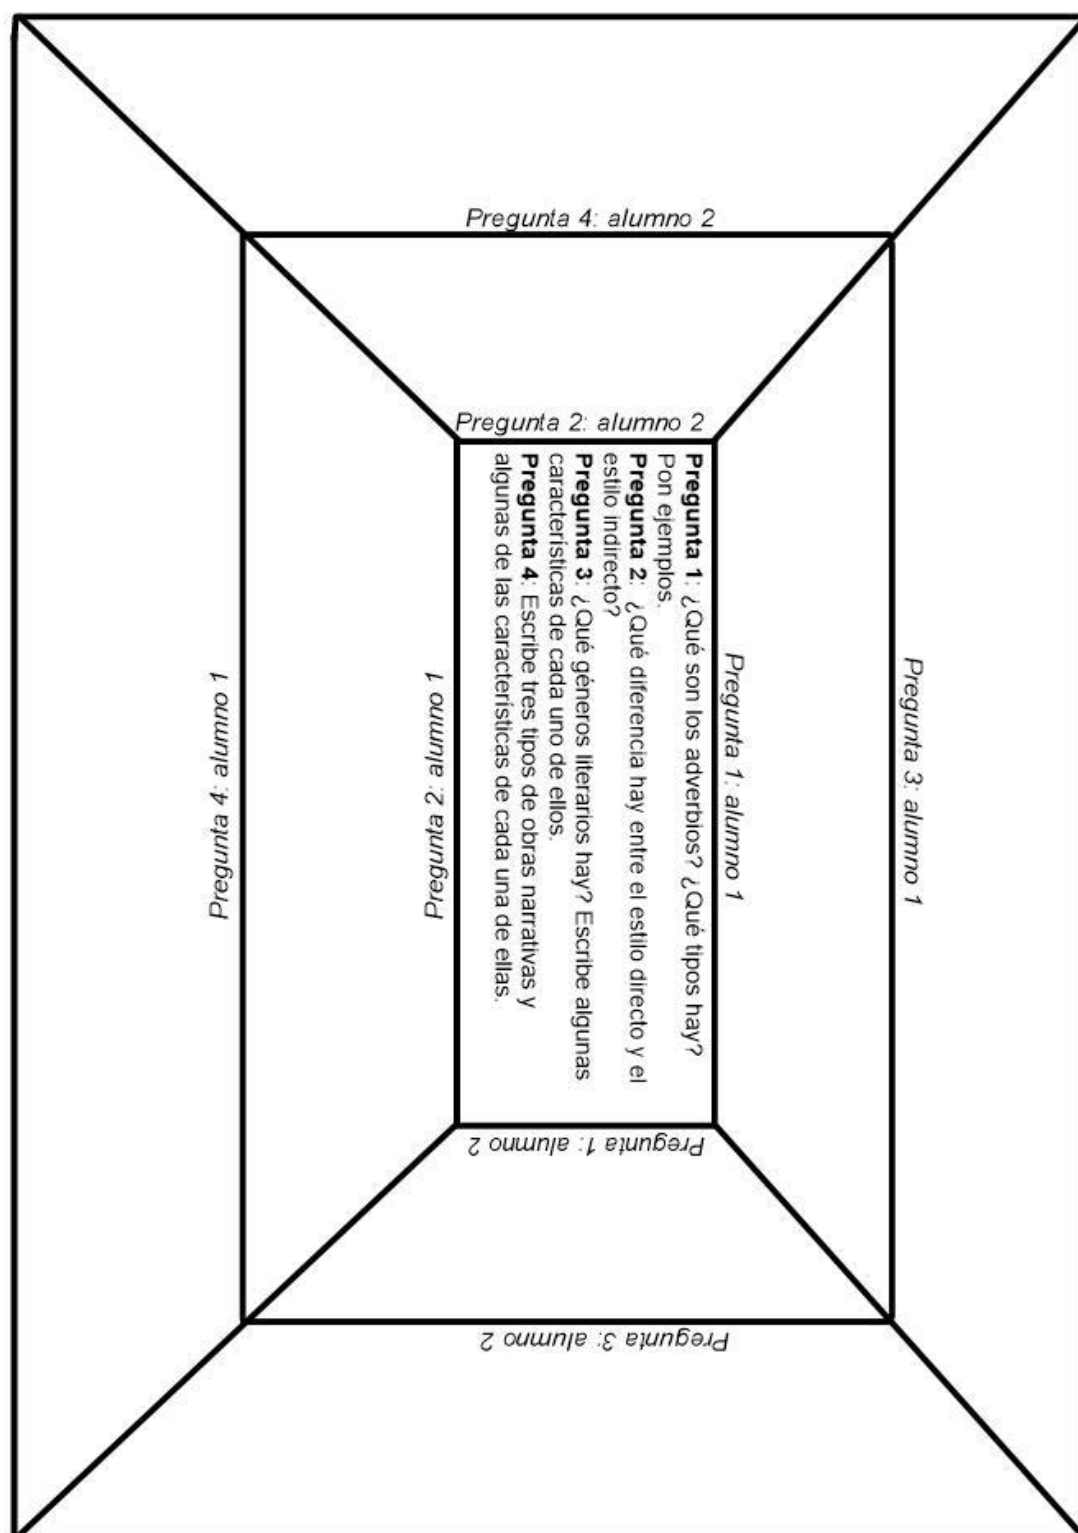 Pregunta 4: alumno 2
Pregunta 2: alumno 2
Pregunta 3: alumno 1
Pregunta 1: alumno 1
Pregunta 1: ¿Qué son los adverbios? ¿Qué tipos hay?
Pon ejemplos.
Pregunta 2: ¿Qué diferencia hay entre el estilo directo y el
estilo indirecto?
Pregunta 3: ¿Qué géneros literarios hay? Escribe algunas
características de cada uno de ellos.
Pregunta 4: Escribe tres tipos de obras narrativas y
algunas de las características de cada una de ellas.
Pregunta 2: alumno 1
Pregunta 4: alumno 1
Pregunta 1: alumno 2
Pregunta 3: alumno 2